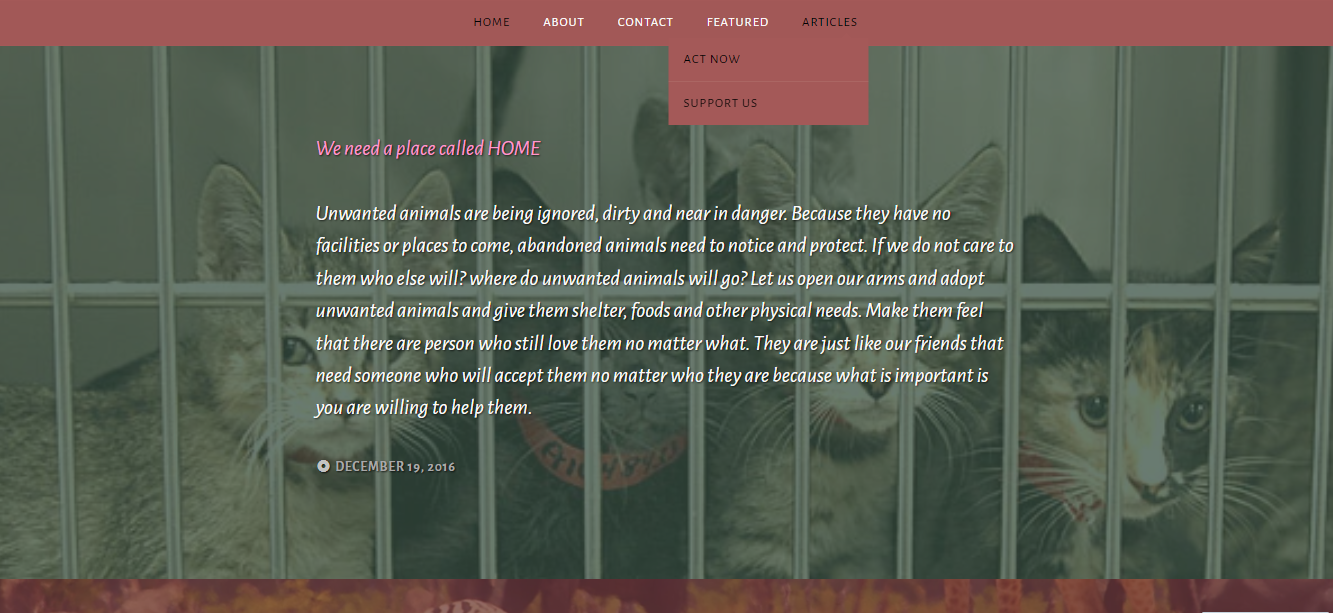 HOME ABOUT CONTACT FEATURED ARTICLES
ACT NOW
SUPPORT US
We need a place called HOME
Unwanted animals are being ignored, dirty and near in danger. Because they have no
facilities or places to come, abandoned animals need to notice and protect. If we do not care to
them who else will? where do unwanted animals will go? Let us open our arms and adopt
unwanted animals and give them shelter, foods and other physical needs. Make them feel
that there are person who still love them no matter what. They are just like our friends that
need someone who will accept them no matter who they are because what is important is
you are willing to help them.
DECEMBER 19, 2016